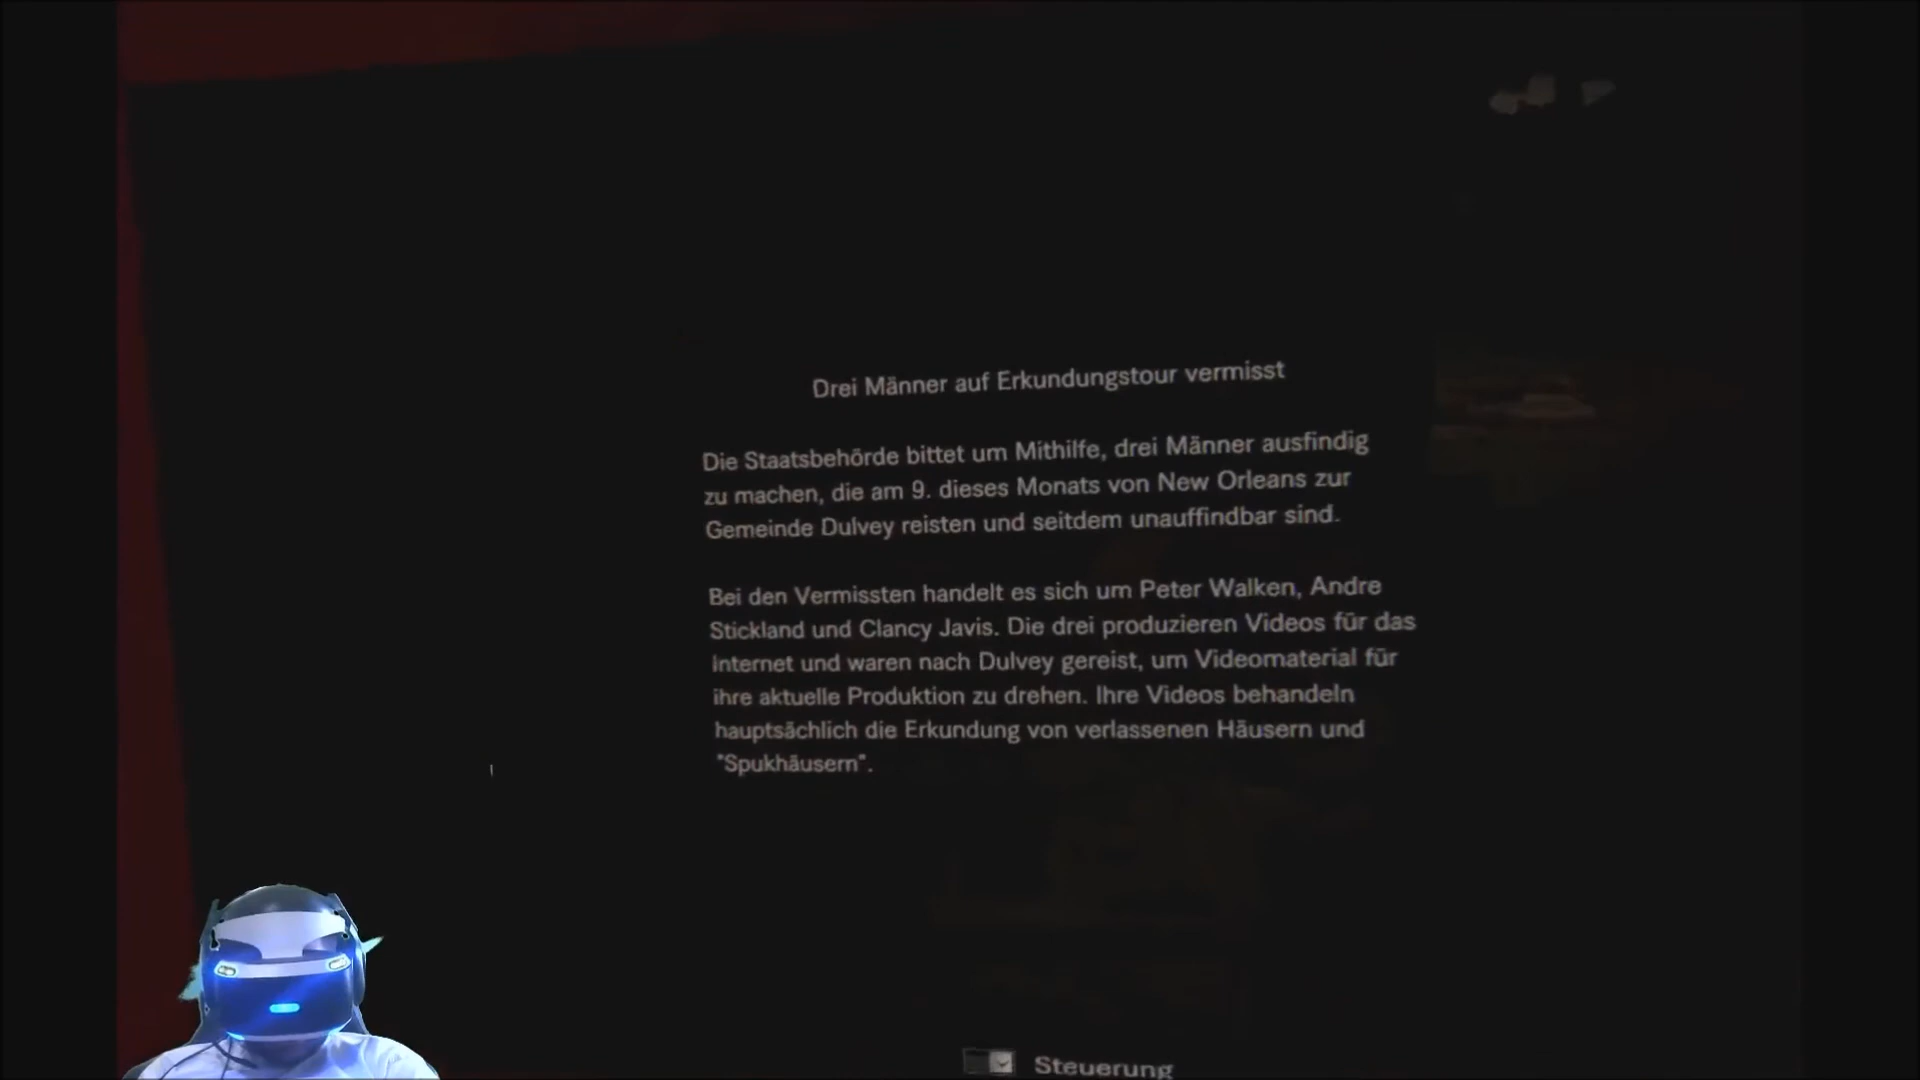 Drei Männer auf Erkundungstour vermisst
Die Staatsbehörde bittet um Mithilfe, drei Männer ausfindig
zu machen, die am 9. dieses Monats von New Orleans zur
Gemeinde Dulvey reisten und seitdem unauffindbar sind.
Bei den Vermissten handelt es sich um Peter Walken, Andre
Stickland und Clancy Javis. Die drei produzieren Videos für das
Internet und waren nach Dulvey gereist, um Videomaterial für
ihre aktuelle Produktion zu drehen. Ihre Videos behandeln
hauptsächlich die Erkundung von verlassenen Häusern und
"Spukhäusern".
Steuerung